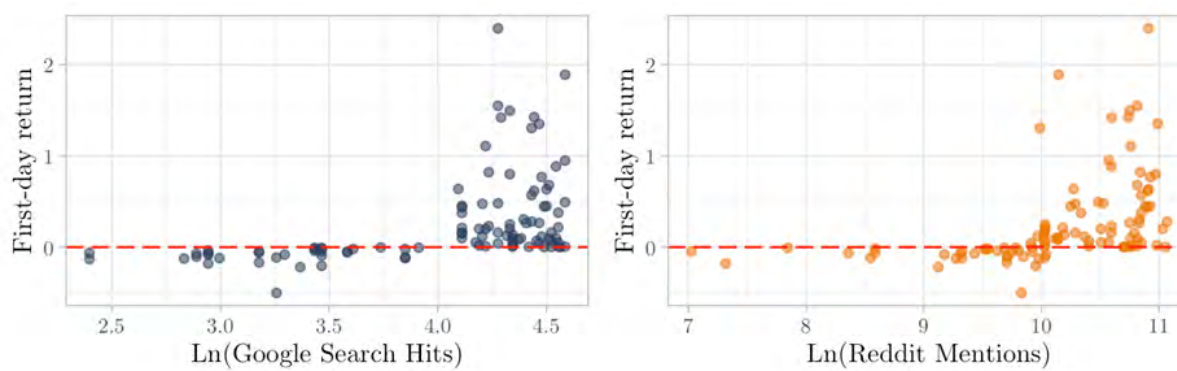 First-day return
2
1
0
2.5 3.0 3.5 4.0 4.5
Ln(Google Search Hits)
First-day return
2
1
0
7 8 9 10 11
Ln(Reddit Mentions)